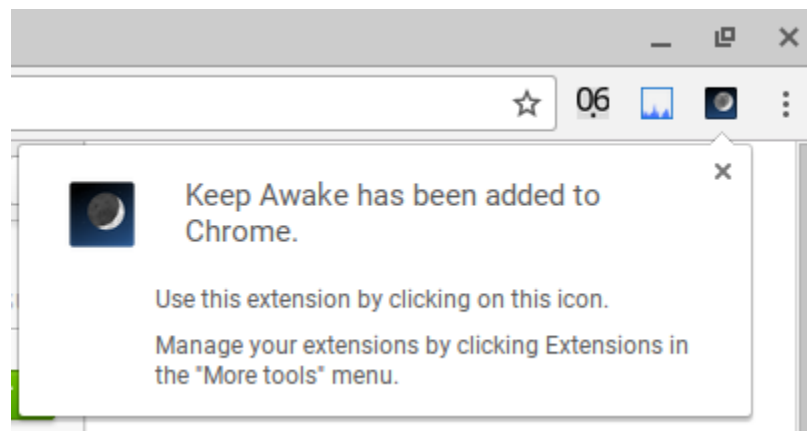 06
Keep Awake has been added to
Chrome.
Use this extension by clicking on this icon.
Manage your extensions by clicking Extensions in
the "More tools" menu.